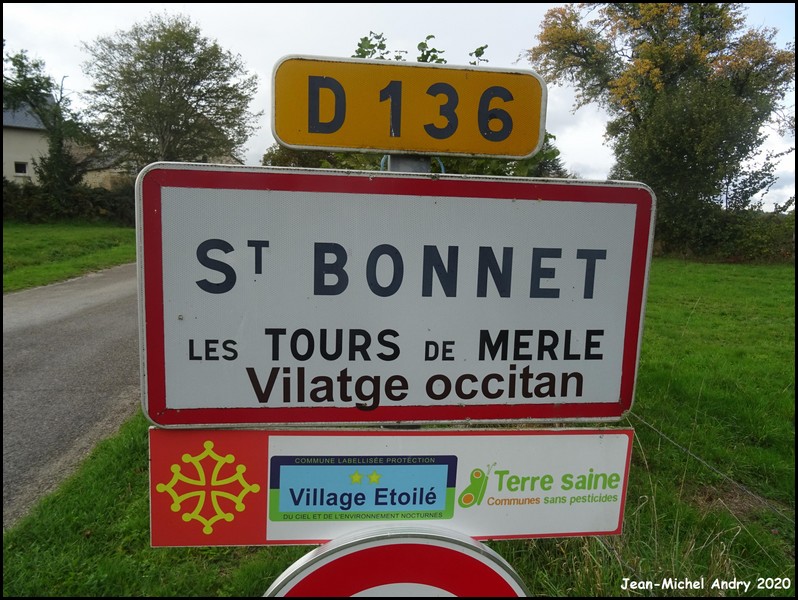 D 136
ST BONNET
LES TOURS DE MERLE
Vilatge occitan
COMMUNE LABELLISEE PROTECTION
Village Etoilé
DU CIEL ET DE L'ENVIRONNEMENT NOCTURNES
Terre saine
Communes sans pesticides
Jean-Michel Andry 2020